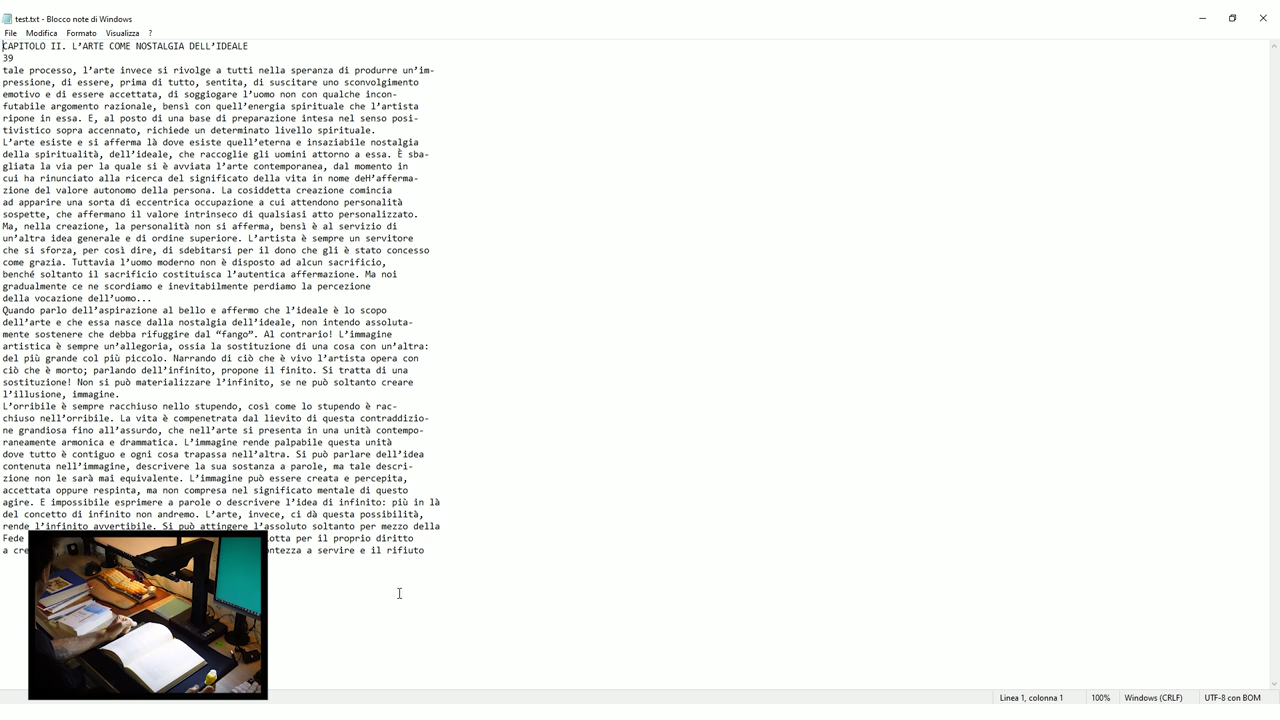 test.txt - Blocco note di Windows
File Modifica Formato Visualizza ?
CAPITOLO II. L’ARTE COME NOSTALGIA DELL’IDEALE
39
tale processo, l’arte invece si rivolge a tutti nella speranza di produrre un’im-
pressione, di essere, prima di tutto, sentita, di suscitare uno sconvolgimento
emotivo e di essere accettata, di soggiogare l’uomo non con qualche incon-
futabile argomento razionale, bensì con quell’energia spirituale che l’artista
ripone in essa. E, al posto di una base di preparazione intesa nel senso posi-
tivistico sopra accennato, richiede un determinato livello spirituale.
L’arte esiste e si afferma là dove esiste quell’eterna e insaziabile nostalgia
della spiritualità, dell’ideale, che raccoglie gli uomini attorno a essa. È sba-
gliata la via per la quale si è avviata l’arte contemporanea, dal momento in
cui ha rinunciato alla ricerca del significato della vita in nome deH’afferma-
zione del valore autonomo della persona. La cosiddetta creazione comincia
ad apparire una sorta di eccentrica occupazione a cui attendono personalità
sospette, che affermano il valore intrinseco di qualsiasi atto personalizzato.
Ma, nella creazione, la personalità non si afferma, bensì è al servizio di
un’altra idea generale e di ordine superiore. L’artista è sempre un servitore
che si sforza, per così dire, di sdebitarsi per il dono che gli è stato concesso
come grazia. Tuttavia l’uomo moderno non è disposto ad alcun sacrificio,
benché soltanto il sacrificio costituisca l’autentica affermazione. Ma noi
gradualmente ce ne scordiamo e inevitabilmente perdiamo la percezione
della vocazione dell’uomo...
Quando parlo dell’aspirazione al bello e affermo che l’ideale è lo scopo
dell’arte e che essa nasce dalla nostalgia dell’ideale, non intendo assoluta-
mente sostenere che debba rifuggire dal “fango”. Al contrario! L’immagine
artistica è sempre un’allegoria, ossia la sostituzione di una cosa con un’altra:
del più grande col più piccolo. Narrando di ciò che è vivo l’artista opera con
ciò che è morto; parlando dell’infinito, propone il finito. Si tratta di una
sostituzione! Non si può materializzare l’infinito, se ne può soltanto creare
l’illusione, immagine.
L’orribile è sempre racchiuso nello stupendo, così come lo stupendo è rac-
chiuso nell’orribile. La vita è compenetrata dal lievito di questa contraddizio-
ne grandiosa fino all’assurdo, che nell’arte si presenta in una unità contempo-
raneamente armonica e drammatica. L’immagine rende palpabile questa unità
dove tutto è contiguo e ogni cosa trapassa nell’altra. Si può parlare dell’idea
contenuta nell’immagine, descrivere la sua sostanza a parole, ma tale descri-
zione non le sarà mai equivalente. L’immagine può essere creata e percepita,
accettata oppure respinta, ma non compresa nel significato mentale di questo
agire. E impossibile esprimere a parole o descrivere l’idea di infinito: più in là
del concetto di infinito non andremo. L’arte, invece, ci dà questa possibilità,
rende l’infinito avvertibile. Si può attingere l’assoluto soltanto per mezzo della
Fede lotta per il proprio diritto
a a servire e il rifiuto
Linea 1, colonna 1 100% Windows (CRLF) UTF-8 con BOM